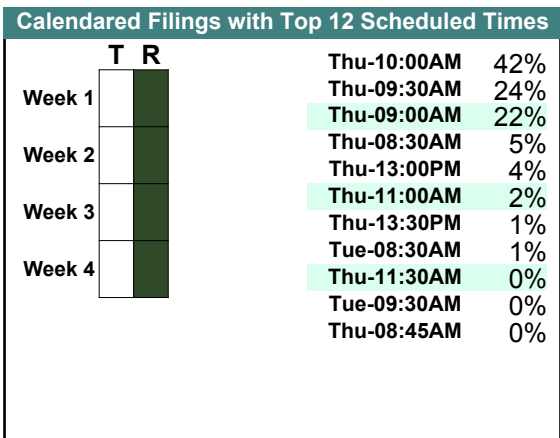 Calendared Filings with Top 12 Scheduled Times
T R
Week 1
Week 2
Week 3
Week 4
Thu-10:00AM 42%
Thu-09:30AM 24%
Thu-09:00AM 22%
Thu-08:30AM 5%
Thu-13:00PM 4%
Thu-11:00AM 2%
Thu-13:30PM 1%
Tue-08:30AM 1%
Thu-11:30AM 0%
Tue-09:30AM 0%
Thu-08:45AM 0%